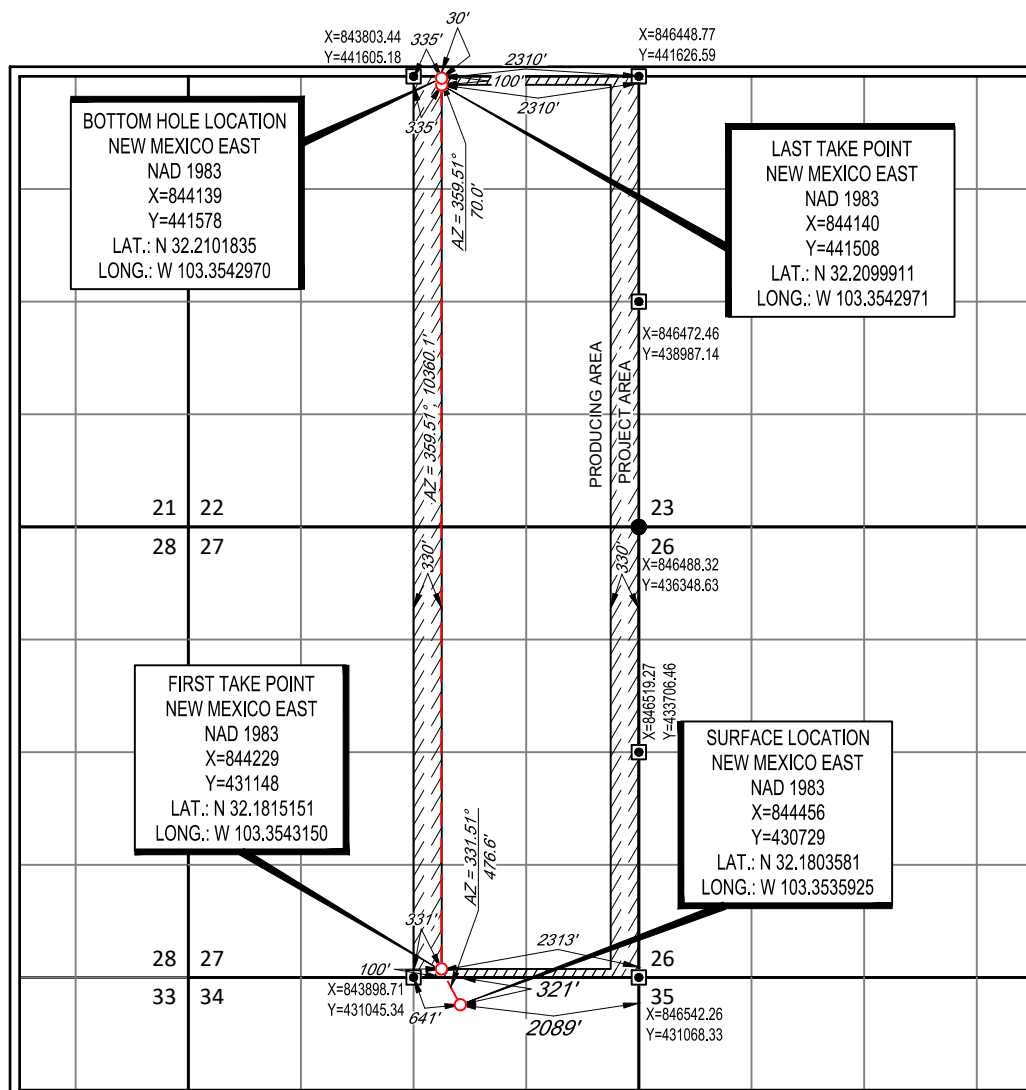 30'
X=843803.44
Y=441605.18
335'
2310'
X=846448.77
Y=441626.59
100'
2310'
335'
BOTTOM HOLE LOCATION
NEW MEXICO EAST
NAD 1983
X=844139
Y=441578
LAT.: N 32.2101835
LONG.: W 103.3542970
AZ = 359.51°
70.0'
LAST TAKE POINT
NEW MEXICO EAST
NAD 1983
X=844140
Y=441508
LAT.: N 32.2099911
LONG.: W 103.3542971
X=846472.46
Y=438987.14
AZ = 359.51° 10360.1'
PRODUCING AREA
PROJECT AREA
21 22
23
28 27
26
X=846488.32
Y=436348.63
330'
330'
X=846519.27
Y=433706.46
FIRST TAKE POINT
NEW MEXICO EAST
NAD 1983
X=844229
Y=431148
LAT.: N 32.1815151
LONG.: W 103.3543150
SURFACE LOCATION
NEW MEXICO EAST
NAD 1983
X=844456
Y=430729
LAT.: N 32.1803581
LONG.: W 103.3535925
AZ = 331.51°
476.6'
331'
2313'
28 27
26
100'
33 34
35
X=843898.71
Y=431045.34
641'
321'
2089'
X=846542.26
Y=431068.33